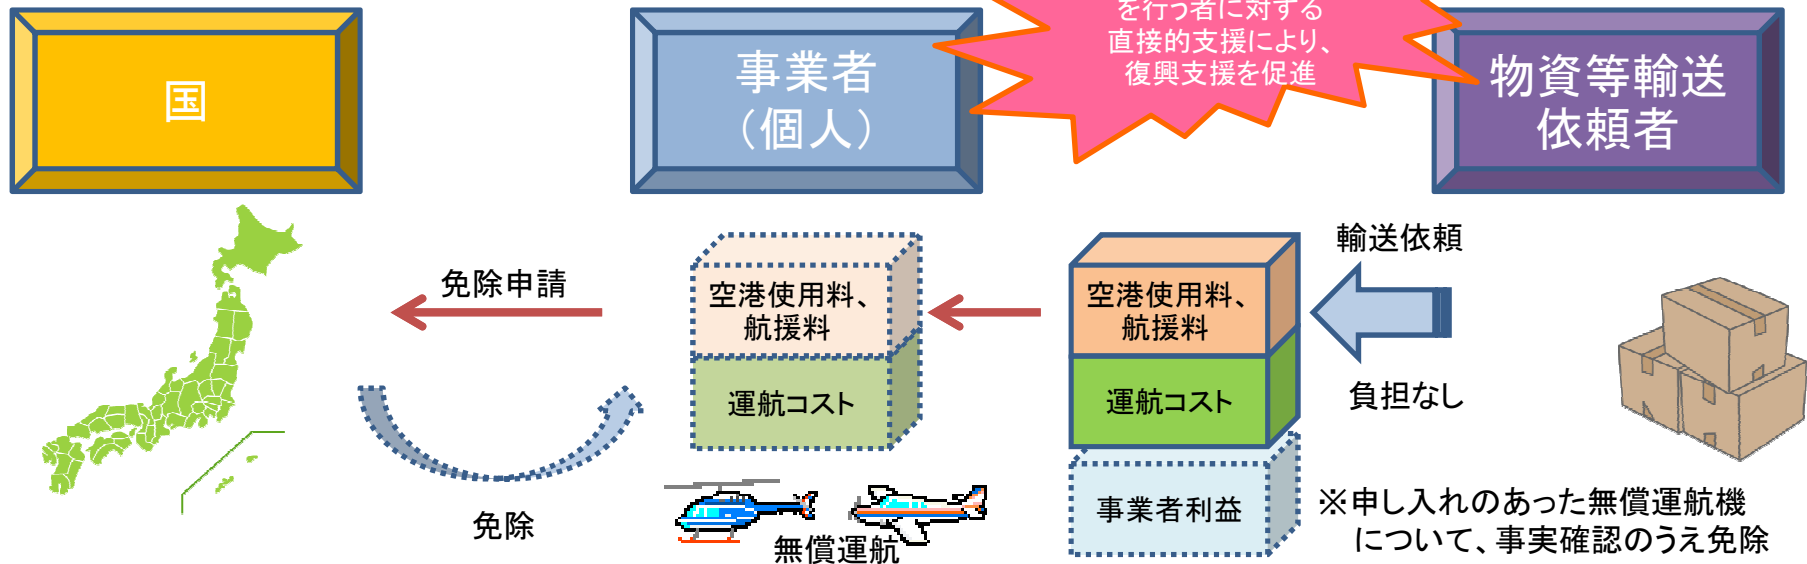 国
事業者
(個人)
を行う者に対する
直接的支援により、
復興支援を促進
物資等輸送
依頼者
免除申請
免除
空港使用料、
航援料
運航コスト
無償運航
空港使用料、
航援料
運航コスト
事業者利益
輸送依頼
負担なし
※申し入れのあった無償運航機
について、事実確認のうえ免除